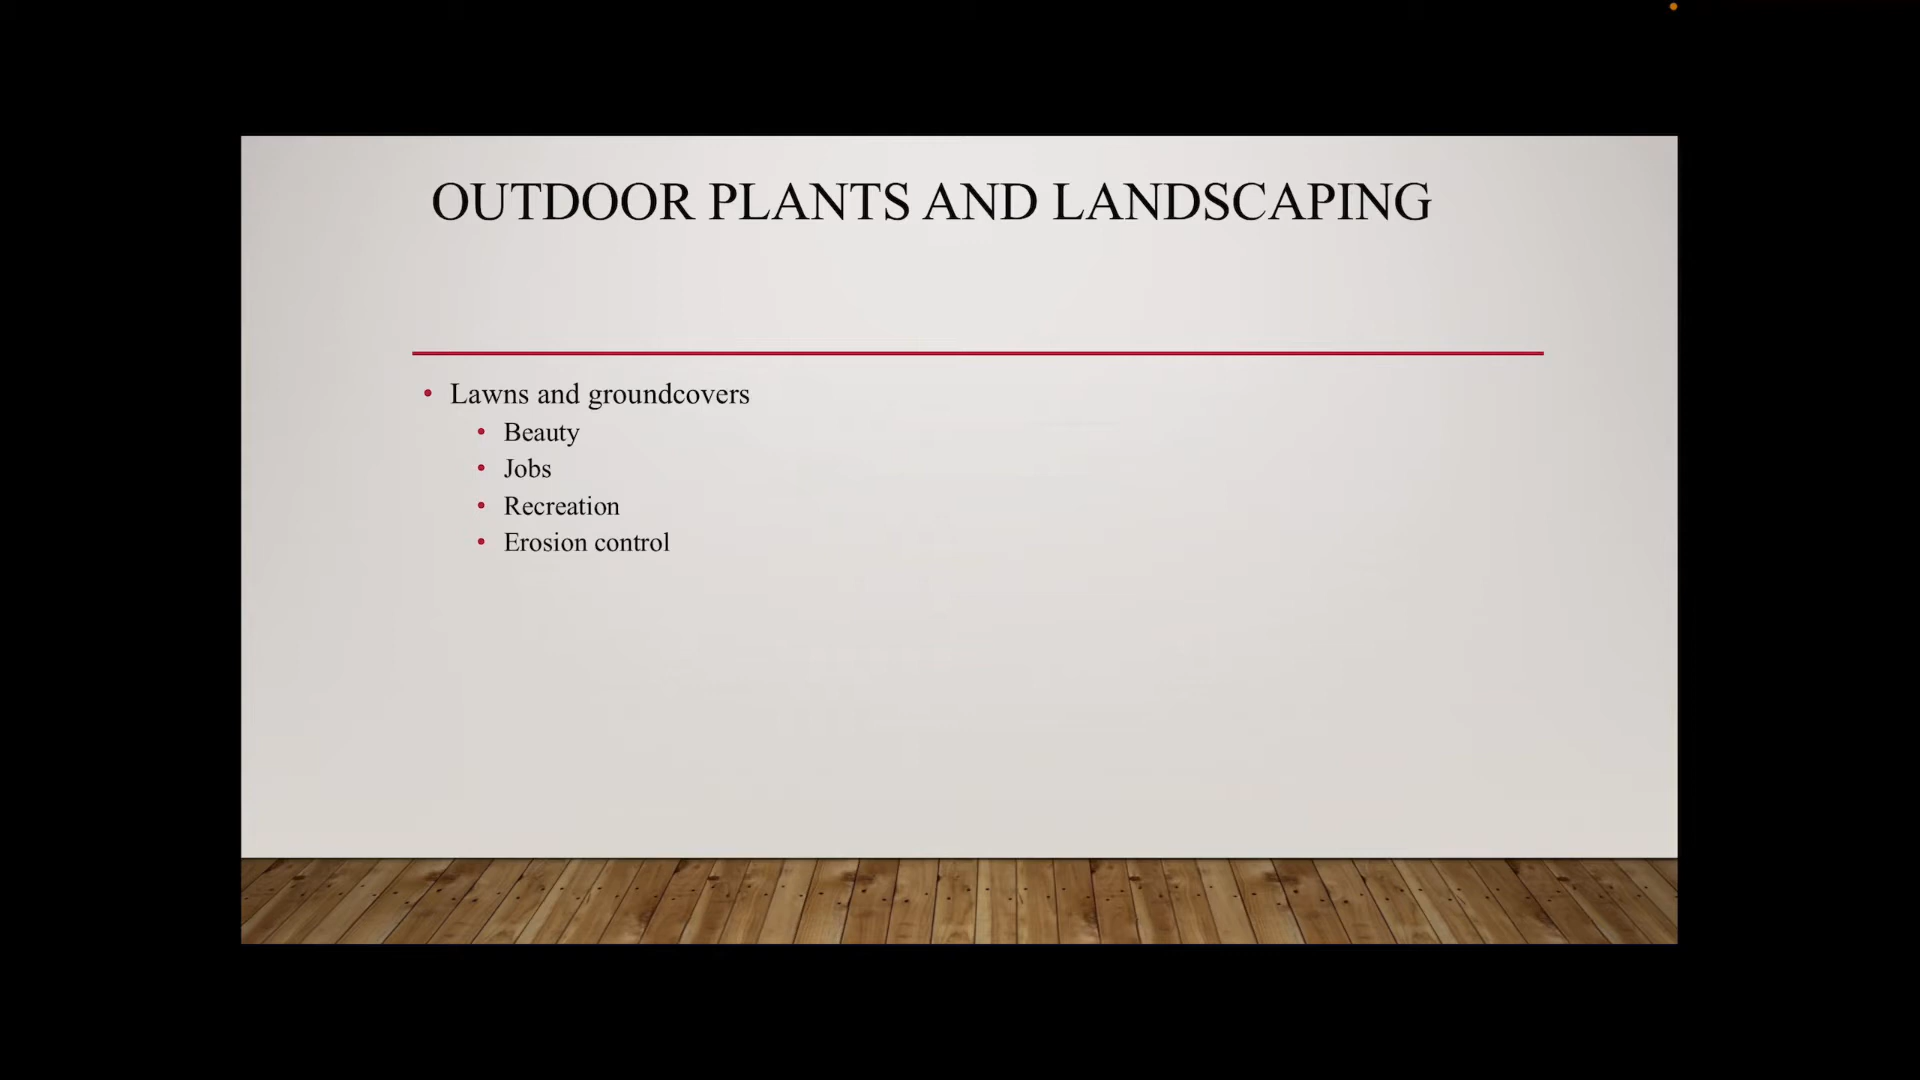 OUTDOOR PLANTS AND LANDSCAPING
• Lawns and groundcovers
• Beauty
• Jobs
• Recreation
• Erosion control